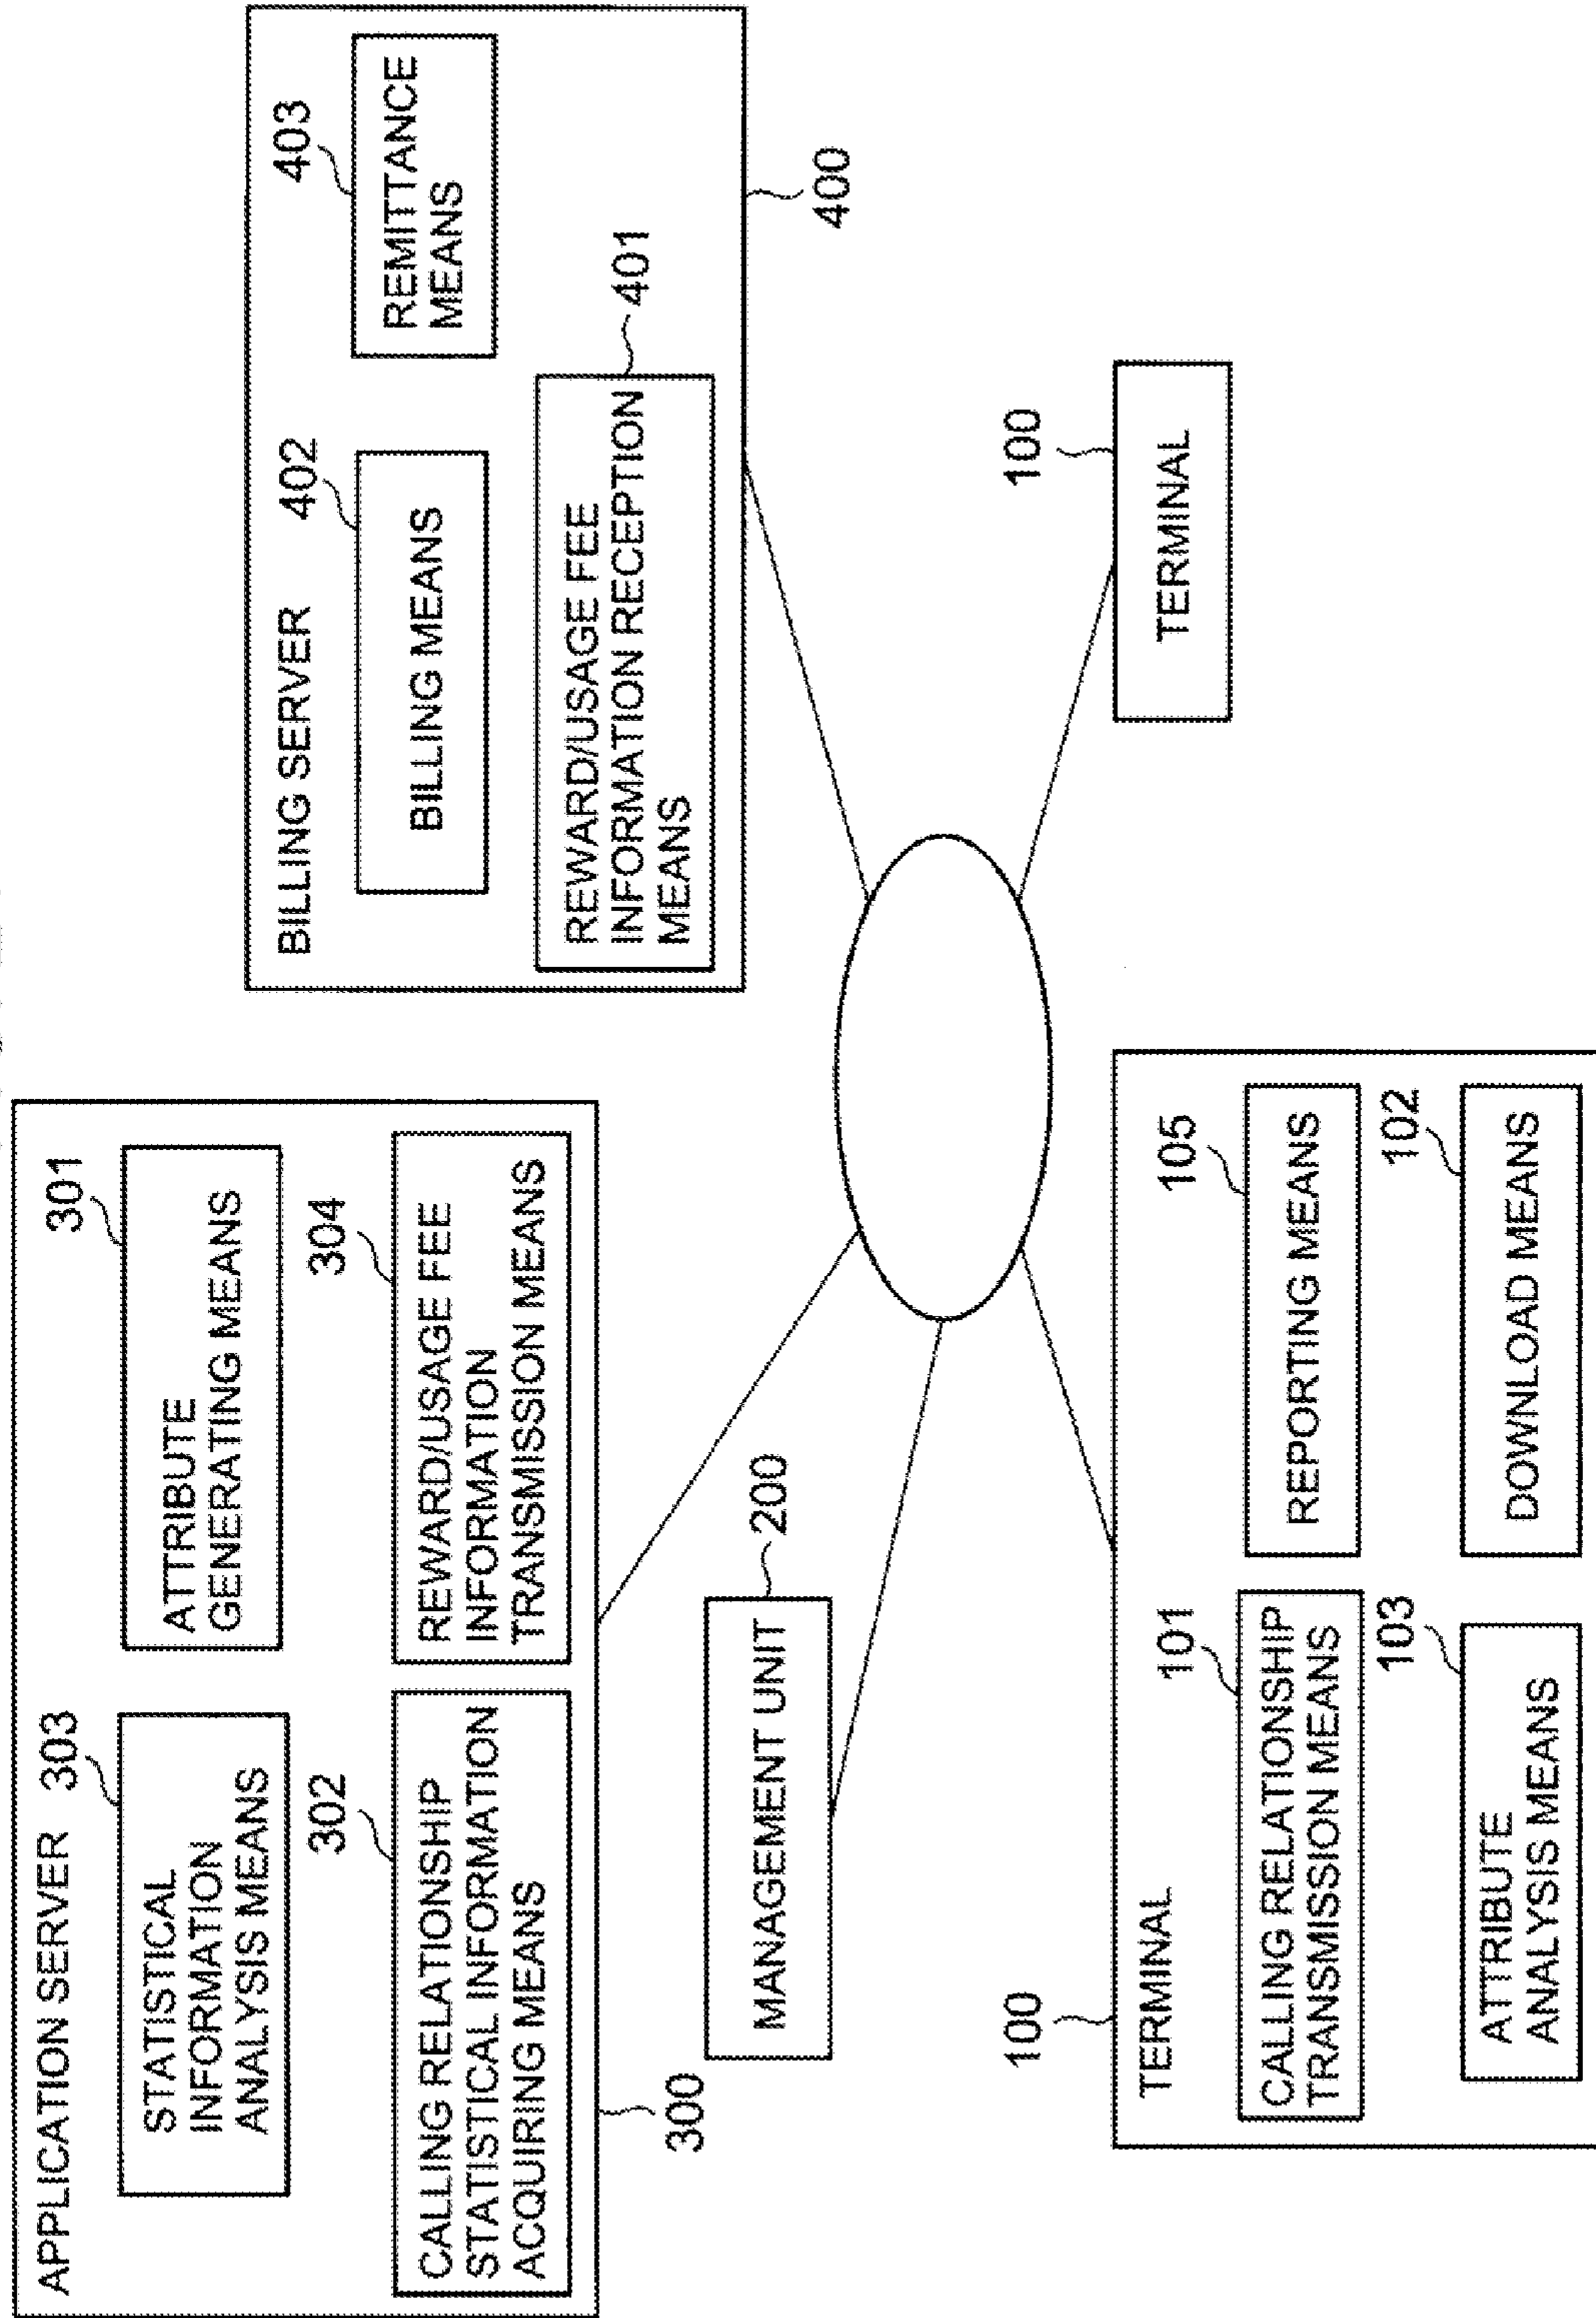 APPLICATION SERVER
303
STATISTICAL
INFORMATION
ANALYSIS MEANS
301
ATTRIBUTE
GENERATING MEANS
302
CALLING RELATIONSHIP
STATISTICAL INFORMATION
ACQUIRING MEANS
304
REWARD/USAGE FEE
INFORMATION
TRANSMISSION MEANS
300
BILLING SERVER
402
BILLING MEANS
403
REMITTANCE
MEANS
401
REWARD/USAGE FEE
INFORMATION RECEPTION
MEANS
400
200
MANAGEMENT UNIT
100
TERMINAL
101
CALLING RELATIONSHIP
TRANSMISSION MEANS
105
REPORTING MEANS
103
ATTRIBUTE
ANALYSIS MEANS
102
DOWNLOAD MEANS
100
TERMINAL